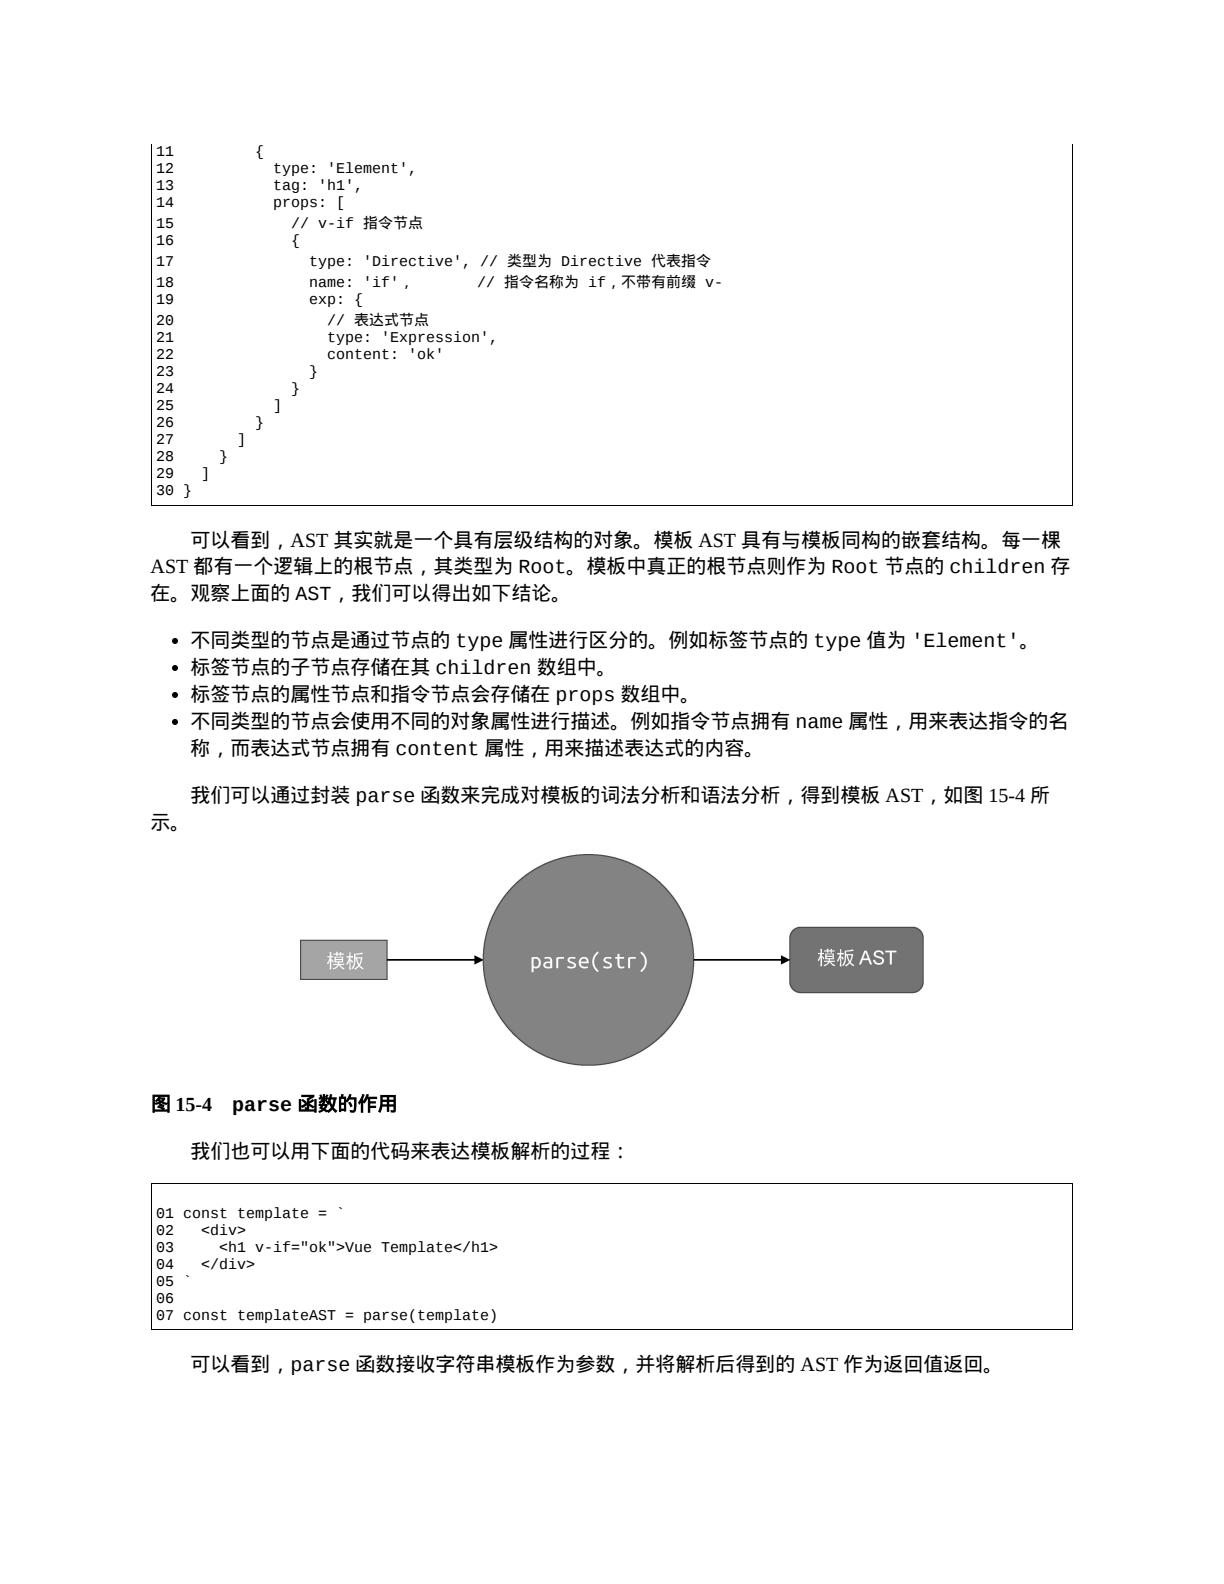 11         {
12           type: 'Element',
13           tag: 'h1',
14           props: [
15             // v-if 指令节点
16             {
17               type: 'Directive', // 类型为 Directive 代表指令
18               name: 'if'，       // 指令名称为 if，不带有前缀 v-
19               exp: {
20                 // 表达式节点
21                 type: 'Expression',
22                 content: 'ok'
23               }
24             }
25           ]
26         }
27       ]
28     }
29   ]
30 }
可以看到，AST 其实就是一个具有层级结构的对象。模板 AST 具有与模板同构的嵌套结构。每一棵
AST 都有一个逻辑上的根节点，其类型为 Root。模板中真正的根节点则作为 Root 节点的 children 存
在。观察上面的 AST，我们可以得出如下结论。
• 不同类型的节点是通过节点的 type 属性进行区分的。例如标签节点的 type 值为 'Element'。
• 标签节点的子节点存储在其 children 数组中。
• 标签节点的属性节点和指令节点会存储在 props 数组中。
• 不同类型的节点会使用不同的对象属性进行描述。例如指令节点拥有 name 属性，用来表达指令的名
称，而表达式节点拥有 content 属性，用来描述表达式的内容。
我们可以通过封装 parse 函数来完成对模板的词法分析和语法分析，得到模板 AST，如图 15-4 所
示。
模板
parse(str)
模板 AST
图 15-4　parse 函数的作用
我们也可以用下面的代码来表达模板解析的过程：
01 const template = `
02   <div>
03     <h1 v-if="ok">Vue Template</h1>
04   </div>
05 `
06
07 const templateAST = parse(template)
可以看到，parse 函数接收字符串模板作为参数，并将解析后得到的 AST 作为返回值返回。